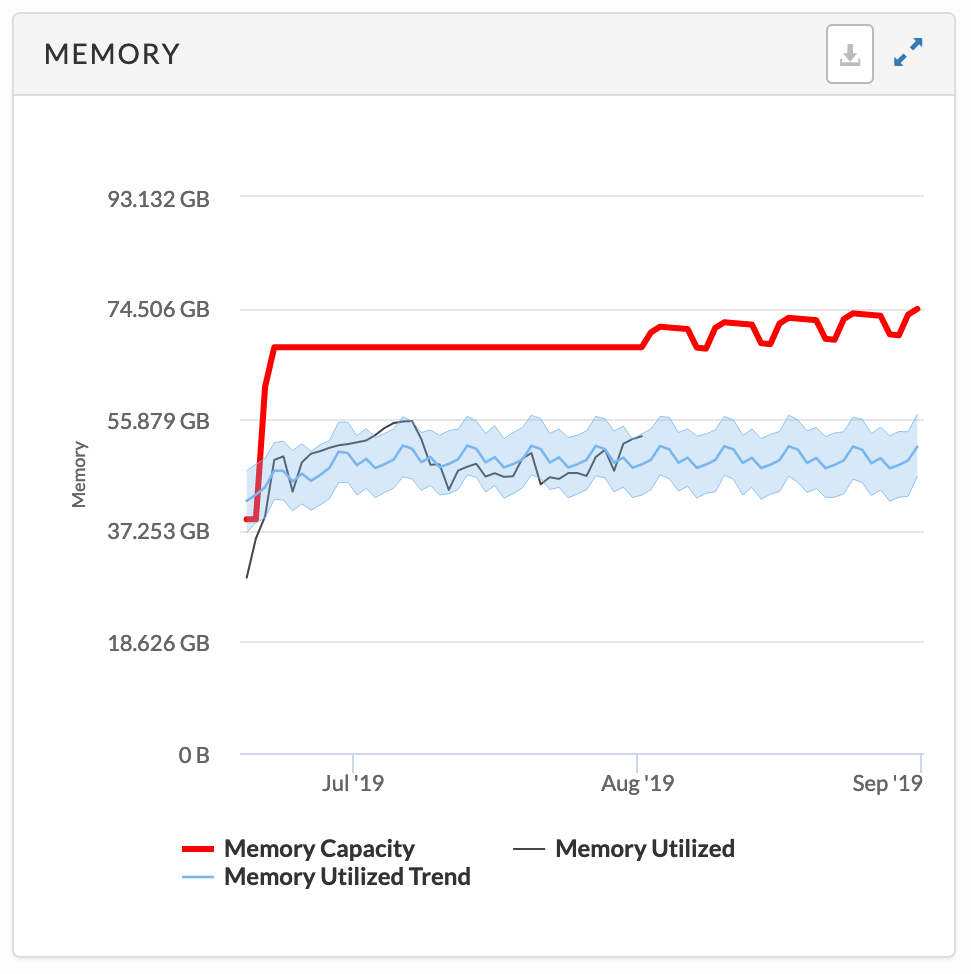 MEMORY
93.132 GB
74.506 GB
55.879 GB
37.253 GB
18.626 GB
0 B
Memory
Jul '19 Aug '19 Sep '19
Memory Capacity Memory Utilized
Memory Utilized Trend